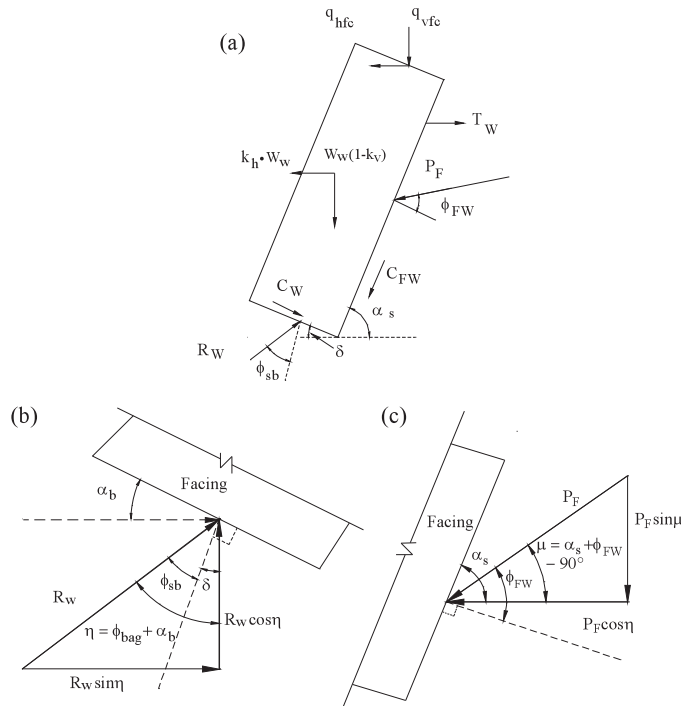 (a)
q_hfc
q_vfc
T_W
k_h•W_w
W_W(1-k_V)
P_F
ϕ_FW
C_FW
C_W
α_s
R_W
δ
ϕ_sb
(b)
(c)
Facing
α_b
ϕ_sb
δ
R_W
η = ϕ_bag + α_b
R_W cosη
R_W sinη
P_F
Facing
P_F sinμ
α_s
μ = α_s + ϕ_FW
− 90°
ϕ_FW
P_F cosη